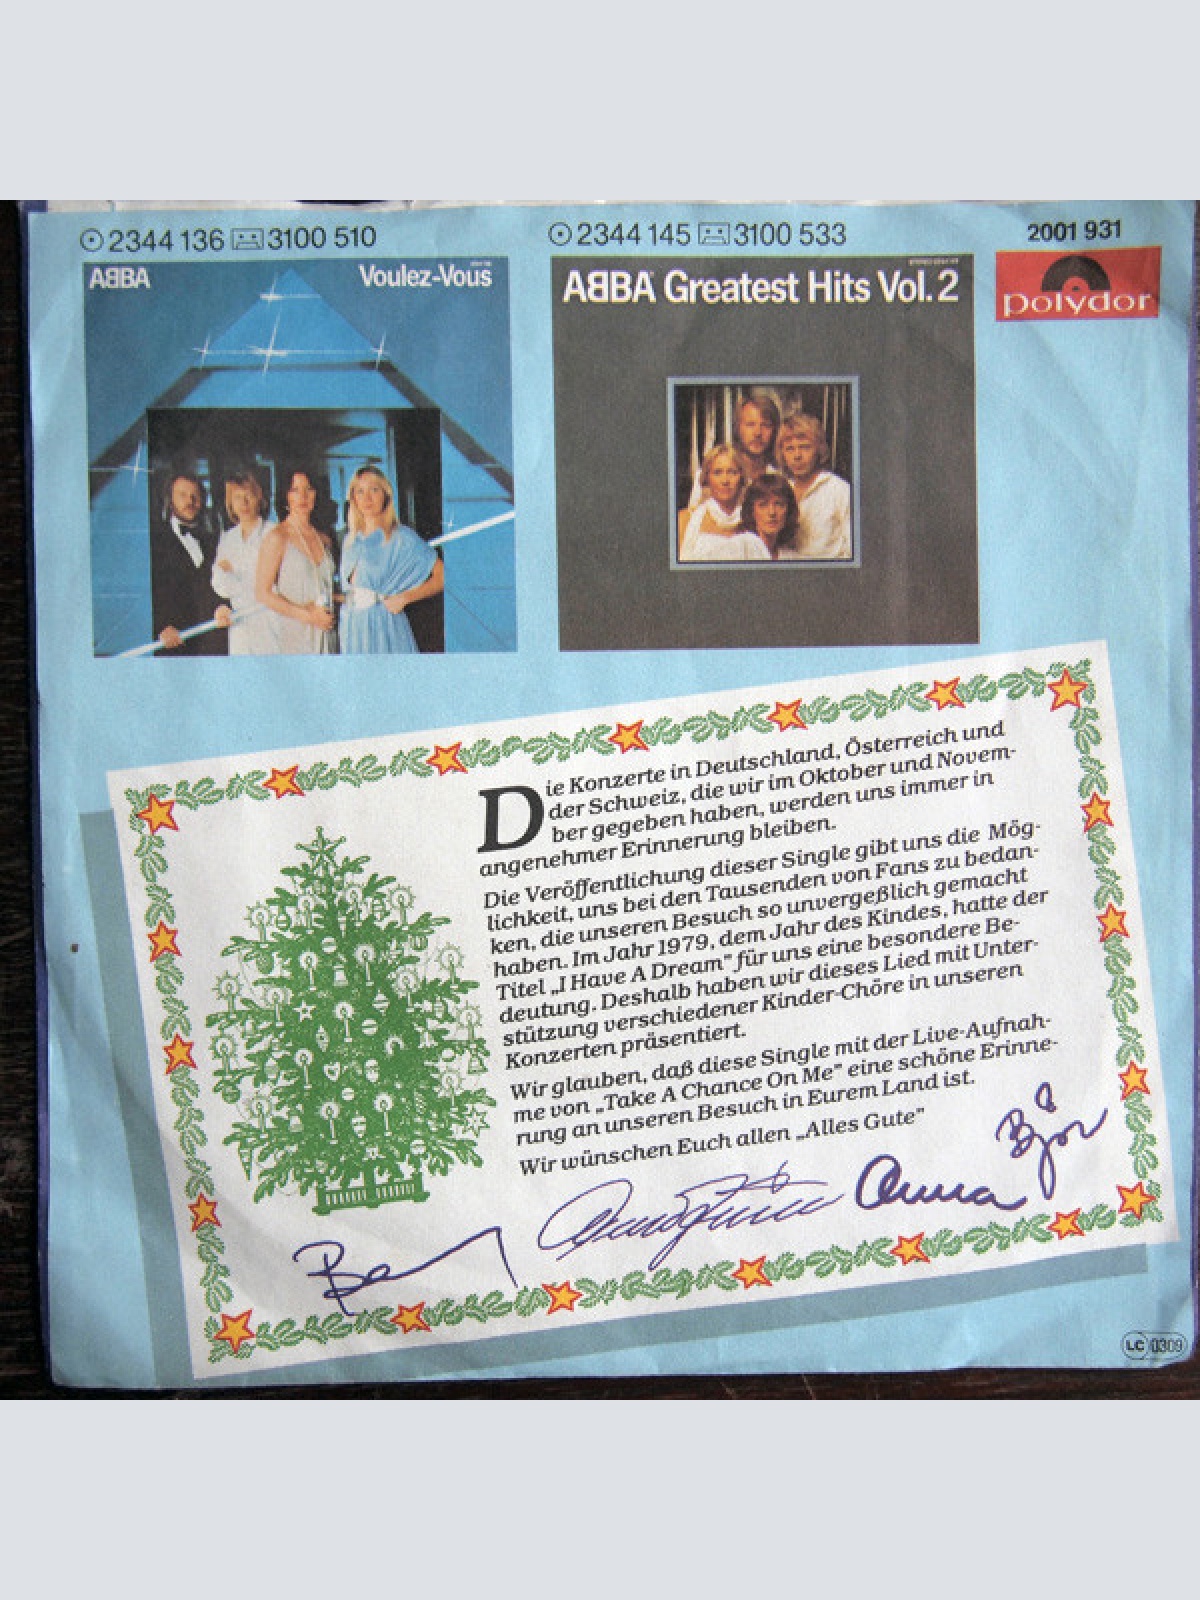 2344 136 3100 510
2344 145 3100 533
2001 931
polydor
ABBA Voulez-Vous
ABBA Greatest Hits Vol. 2
Die Konzerte in Deutschland, Österreich und
der Schweiz, die wir im Oktober und Novem-
ber gegeben haben, werden uns immer in
angenehmer Erinnerung bleiben.
Die Veröffentlichung dieser Single gibt uns die Mög-
lichkeit, uns bei den Tausenden von Fans zu bedan-
ken, die unseren Besuch so unvergeßlich gemacht
haben. Im Jahr 1979, dem Jahr des Kindes, hatte der
Titel „I Have A Dream" für uns eine besondere Be-
deutung. Deshalb haben wir dieses Lied mit Unter-
stützung verschiedener Kinder-Chöre in unseren
Konzerten präsentiert.
Wir glauben, daß diese Single mit der Live-Aufnah-
me von „Take A Chance On Me" eine schöne Erinne-
rung an unseren Besuch in Eurem Land ist.
Wir wünschen Euch allen „Alles Gute"
Anna
Björn
LC 0309